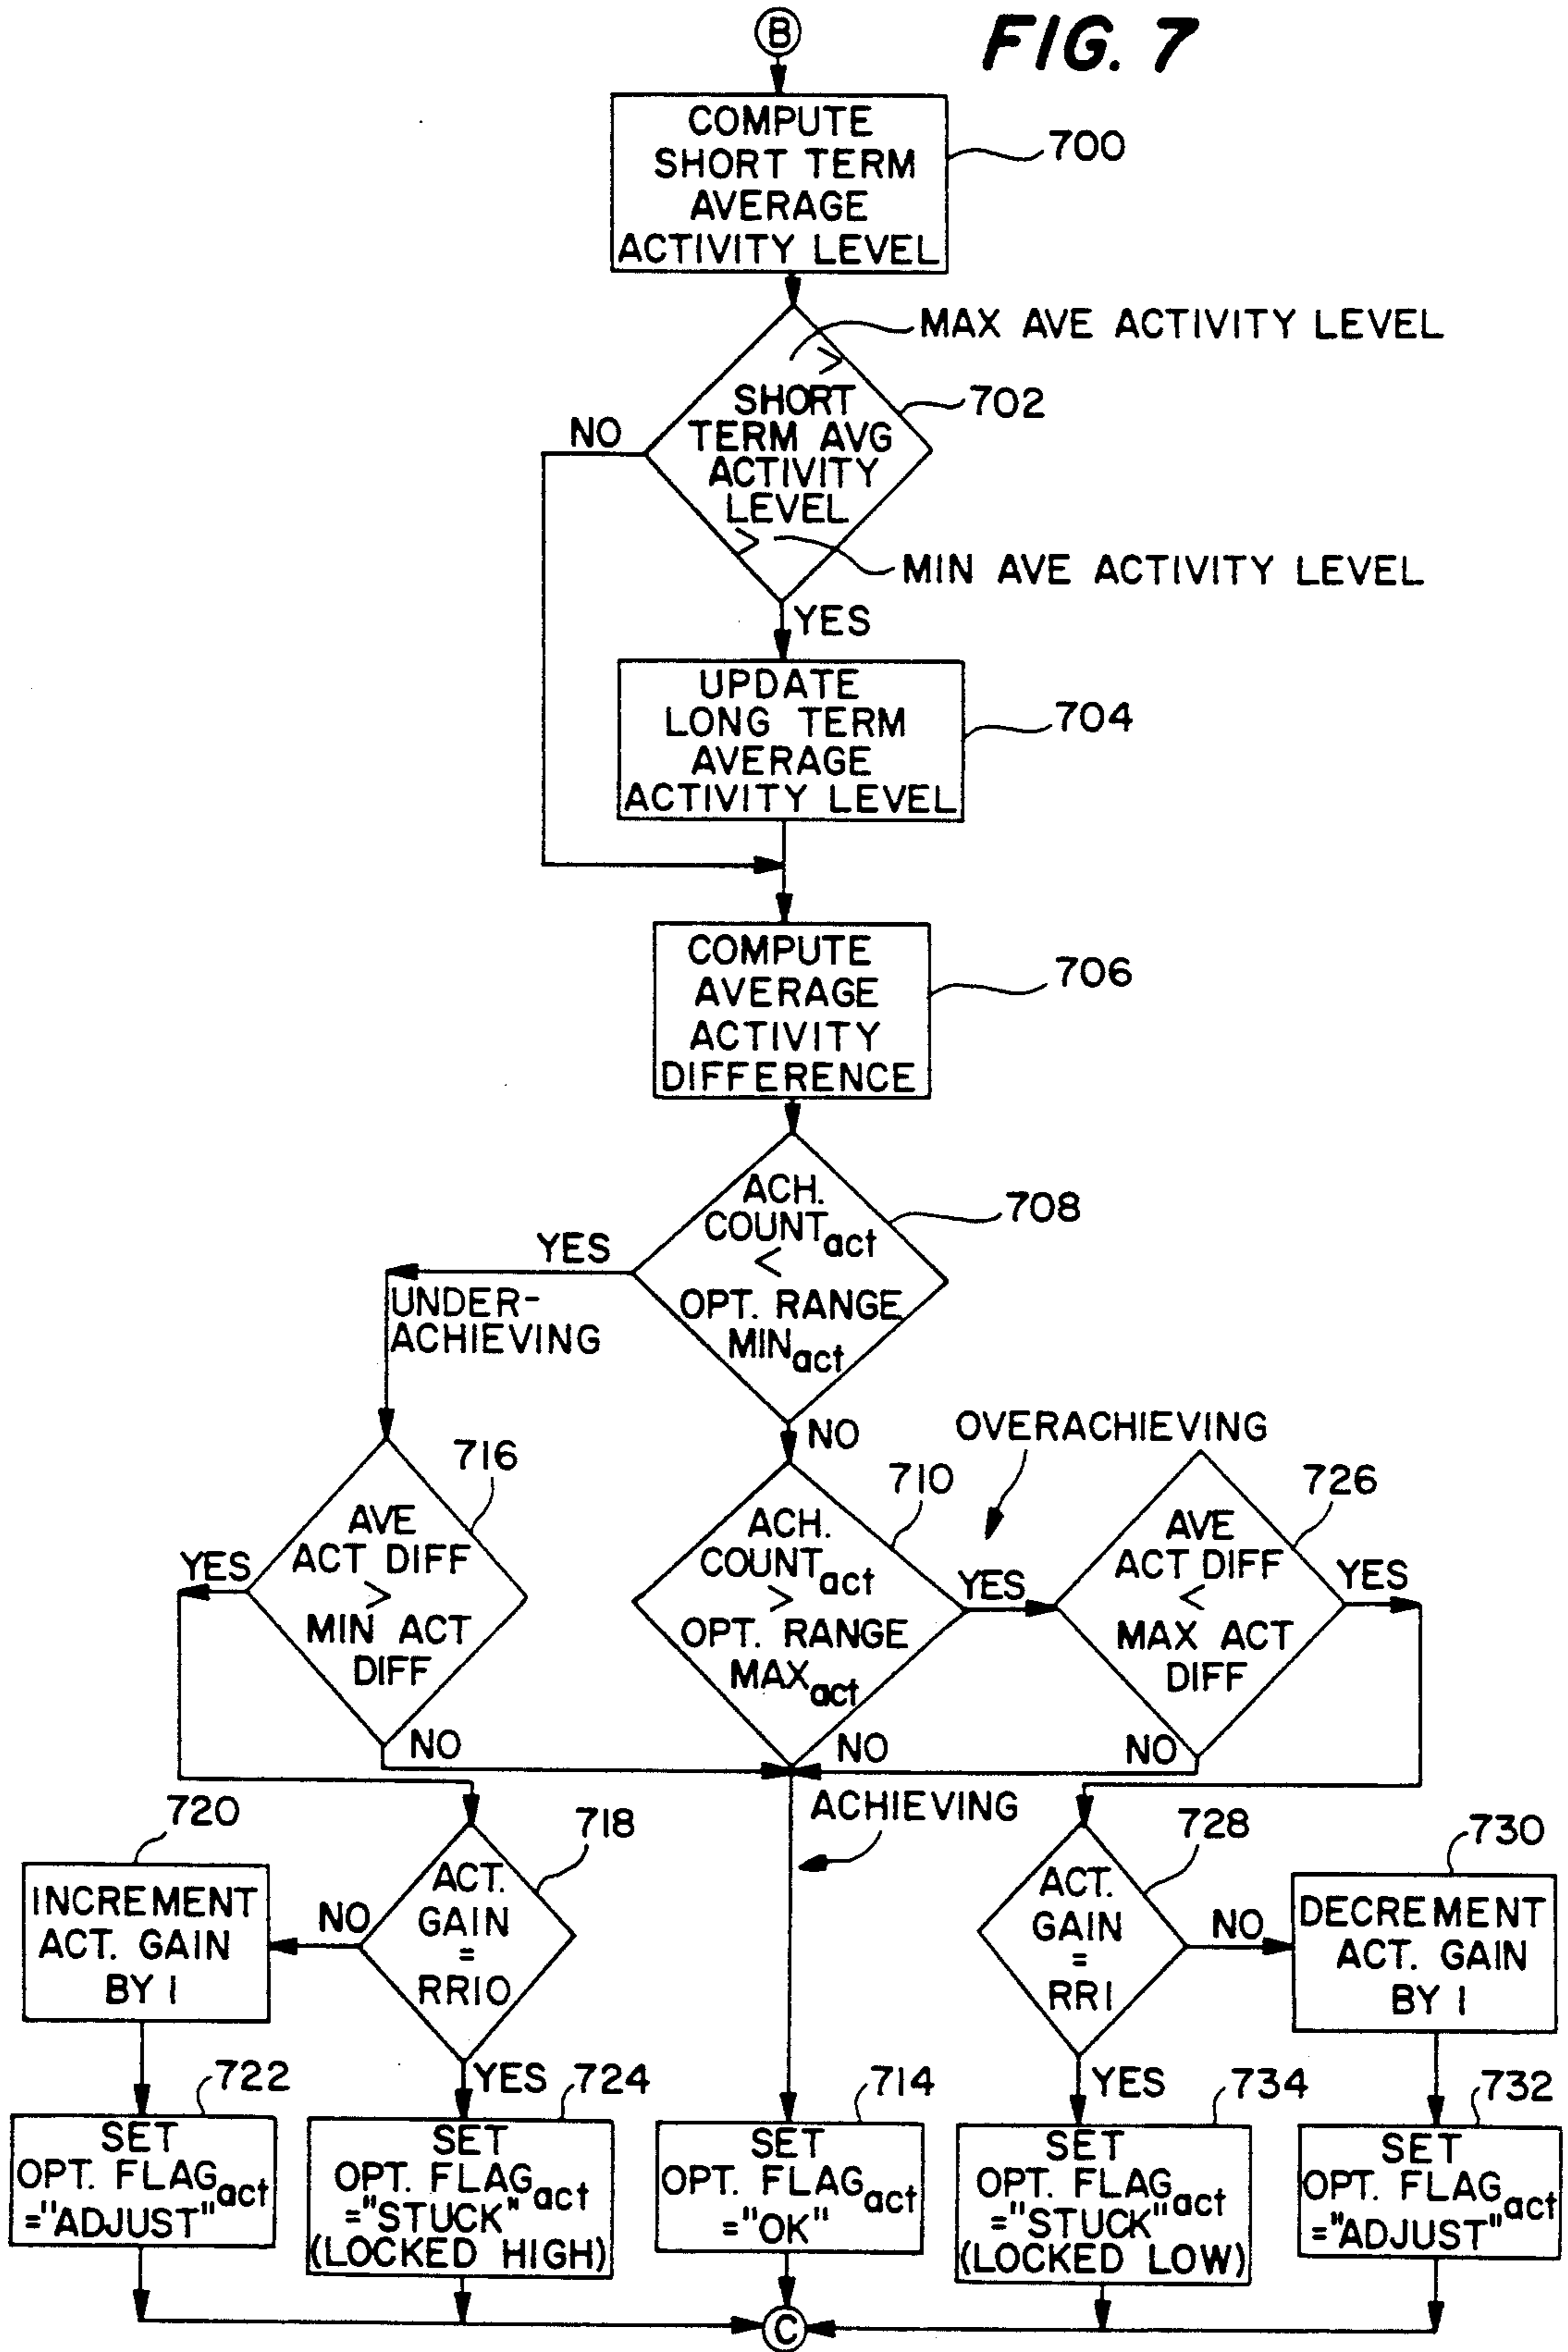 B
FIG. 7
COMPUTE
SHORT TERM
AVERAGE
ACTIVITY LEVEL
700
MAX AVE ACTIVITY LEVEL
>
SHORT
TERM AVG
ACTIVITY
LEVEL
>
702
NO
MIN AVE ACTIVITY LEVEL
YES
UPDATE
LONG TERM
AVERAGE
ACTIVITY LEVEL
704
COMPUTE
AVERAGE
ACTIVITY
DIFFERENCE
706
ACH.
COUNTact
<
OPT. RANGE
MINact
708
YES
UNDER-
ACHIEVING
NO
OVERACHIEVING
716
AVE
ACT DIFF
>
MIN ACT
DIFF
YES
NO
710
ACH.
COUNTact
>
OPT. RANGE
MAXact
YES
NO
726
AVE
ACT DIFF
<
MAX ACT
DIFF
YES
NO
ACHIEVING
720
INCREMENT
ACT. GAIN
BY 1
718
ACT.
GAIN
=
RR10
NO
YES
728
ACT.
GAIN
=
RR1
NO
YES
730
DECREMENT
ACT. GAIN
BY 1
722
SET
OPT. FLAGact
="ADJUST"
724
SET
OPT. FLAGact
="STUCK"
(LOCKED HIGH)
714
SET
OPT. FLAGact
="OK"
734
SET
OPT. FLAGact
="STUCK"
(LOCKED LOW)
732
SET
OPT. FLAGact
="ADJUST"
C